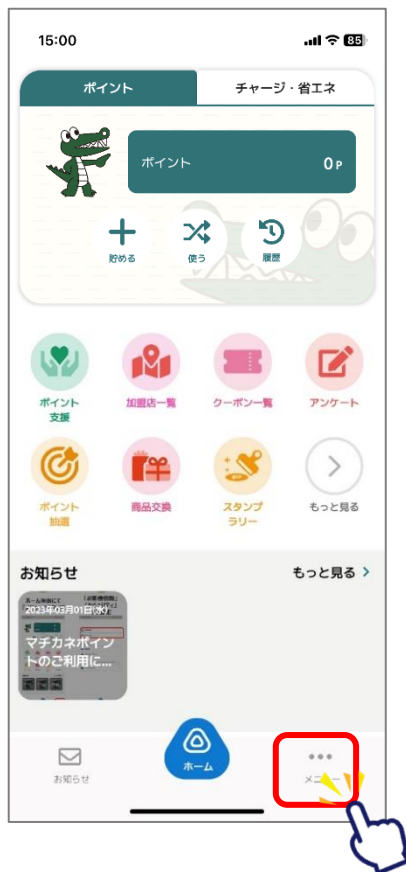 15:00
85
ポイント
チャージ・省エネ
ポイント
0 P
貯める
使う
履歴
ポイント
支援
加盟店一覧
クーポン一覧
アンケート
ポイント
抽選
商品交換
スタンプ
ラリー
もっと見る
お知らせ
もっと見る
2023年03月01日(水)
マチカネポイン
トのご利用に...
お知らせ
ホーム
メニュー